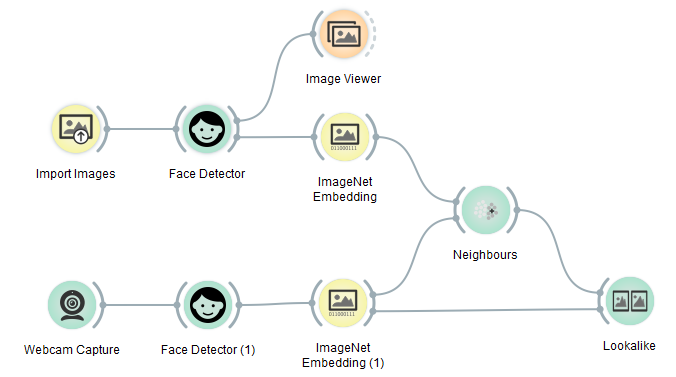 Image Viewer
Import Images
Face Detector
011000111
ImageNet
Embedding
Neighbours
Webcam Capture
Face Detector (1)
011000111
ImageNet
Embedding (1)
Lookalike